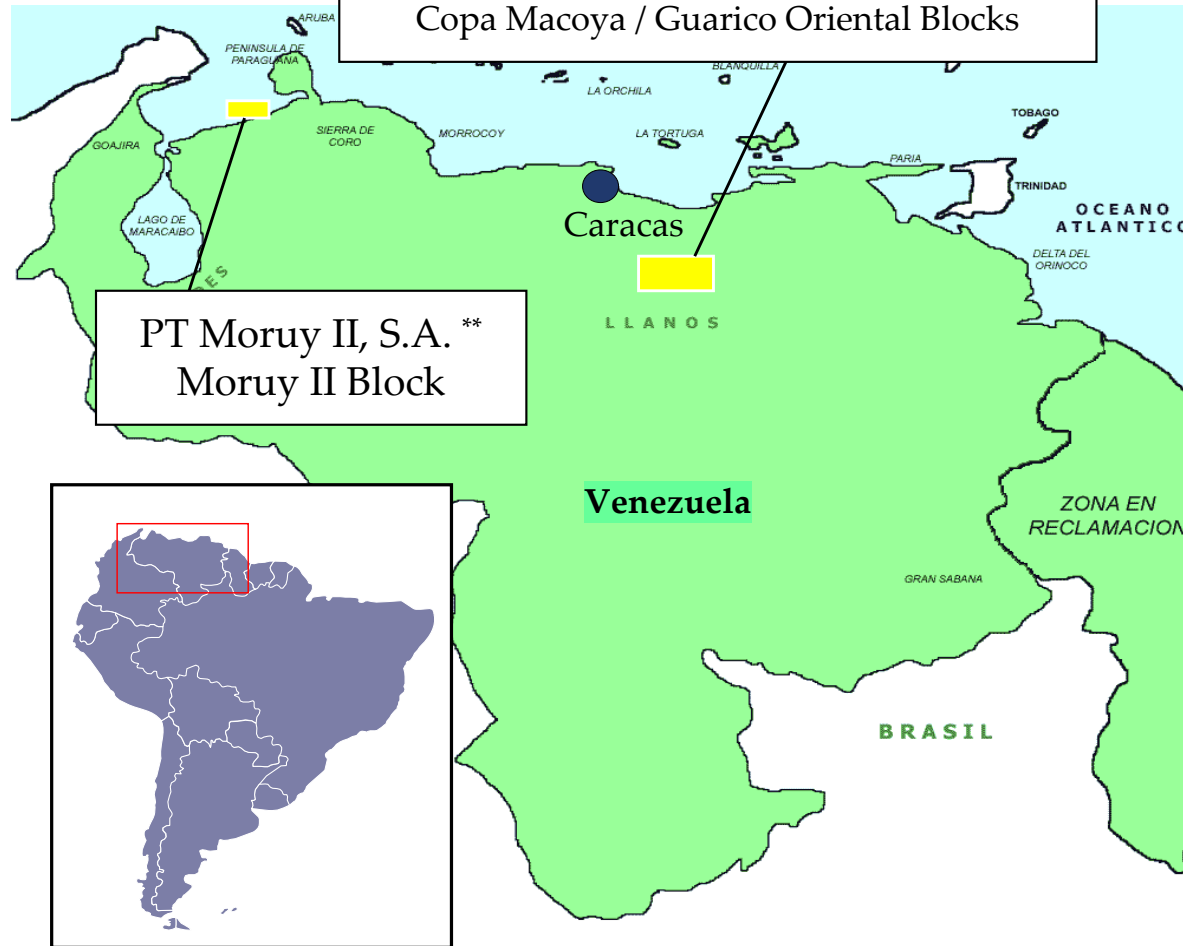 Copa Macoya / Guarico Oriental Blocks
ARUBA
PENINSULA DE
PARAGUANA
BLANQUILLA
LA ORCHILA
TOBAGO
GOAJIRA
SIERRA DE
CORO
MORROCOY
LA TORTUGA
PARIA
TRINIDAD
LAGO DE
MARACAIBO
Caracas
OCEANO
ATLANTICO
DELTA DEL
ORINOCO
LLANOS
PT Moruy II, S.A. **
Moruy II Block
Venezuela
ZONA EN
RECLAMACION
GRAN SABANA
BRASIL